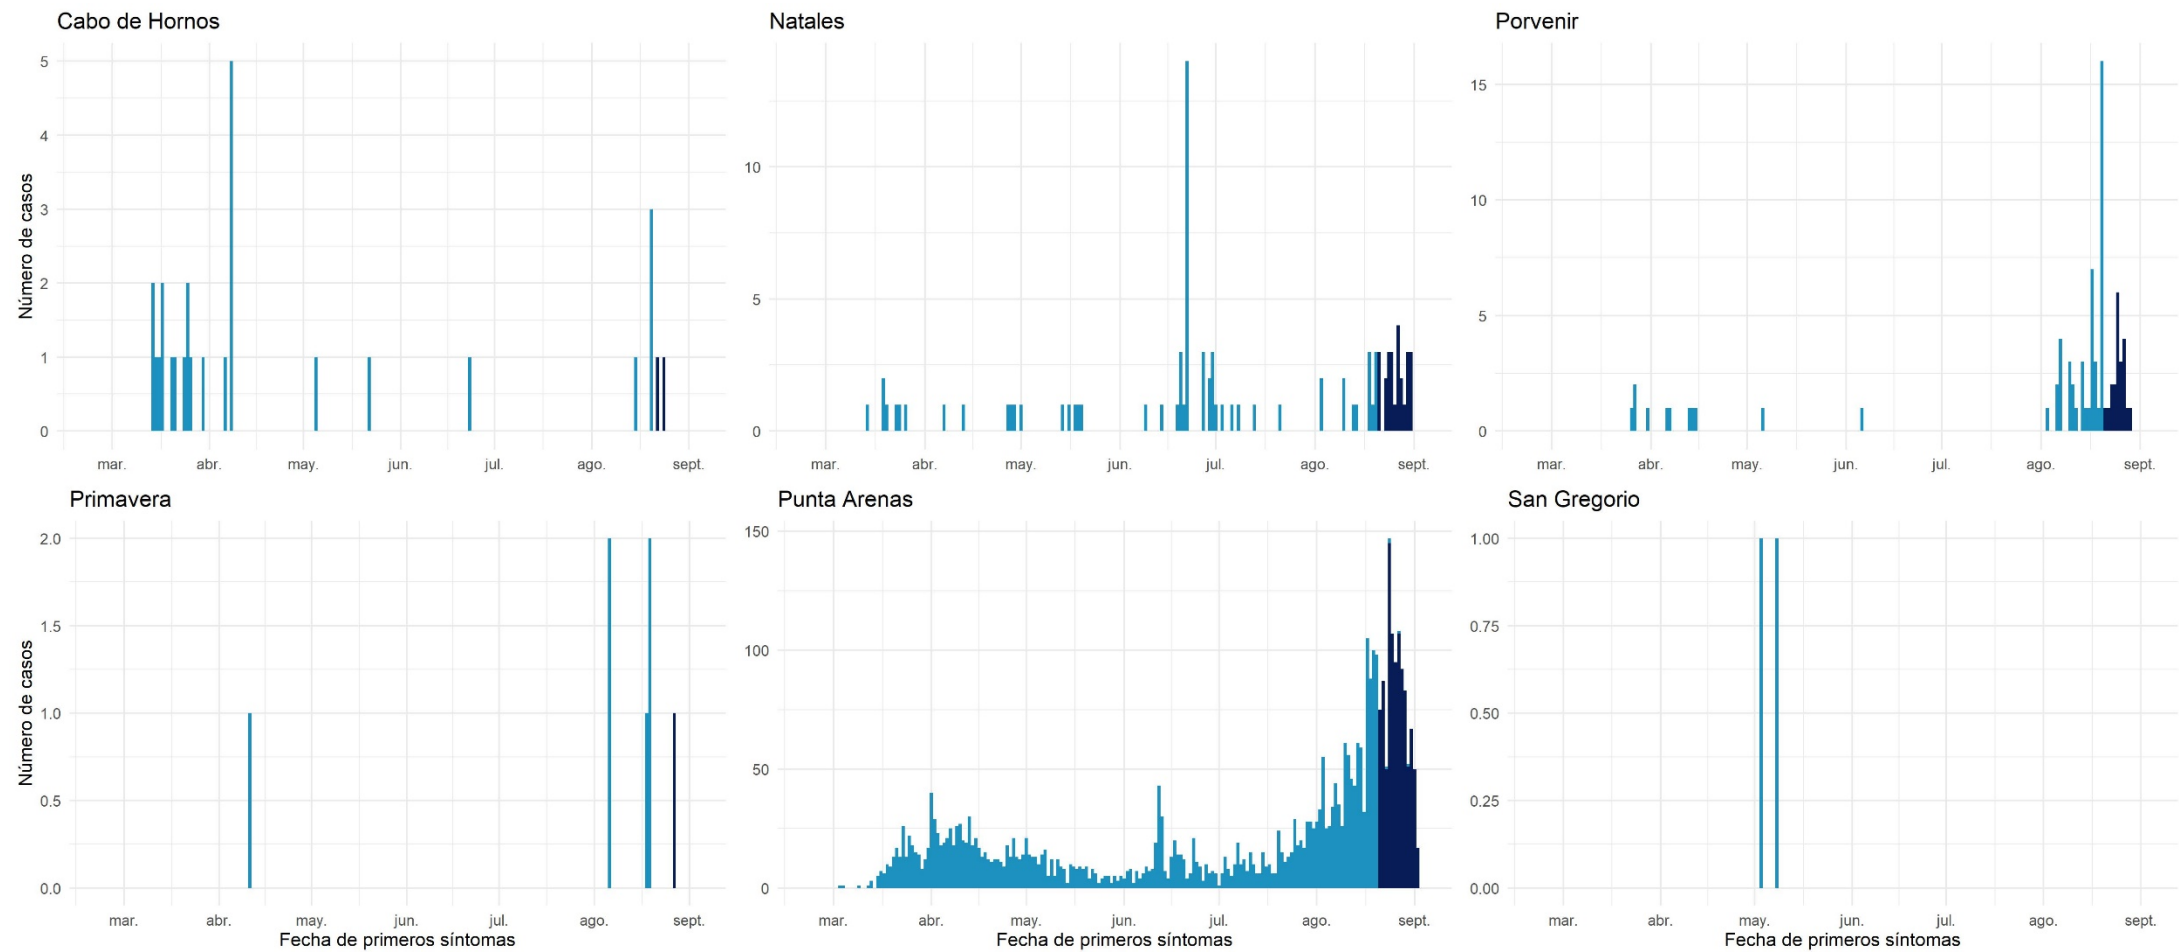 Cabo de Hornos
Número de casos
5
4
3
2
1
0
mar. abr. may. jun. jul. ago. sept.
Natales
10
5
0
mar. abr. may. jun. jul. ago. sept.
Porvenir
15
10
5
0
mar. abr. may. jun. jul. ago. sept.
Primavera
Número de casos
2.0
1.5
1.0
0.5
0.0
mar. abr. may. jun. jul. ago. sept.
Fecha de primeros síntomas
Punta Arenas
150
100
50
0
mar. abr. may. jun. jul. ago. sept.
Fecha de primeros síntomas
San Gregorio
1.00
0.75
0.50
0.25
0.00
mar. abr. may. jun. jul. ago. sept.
Fecha de primeros síntomas